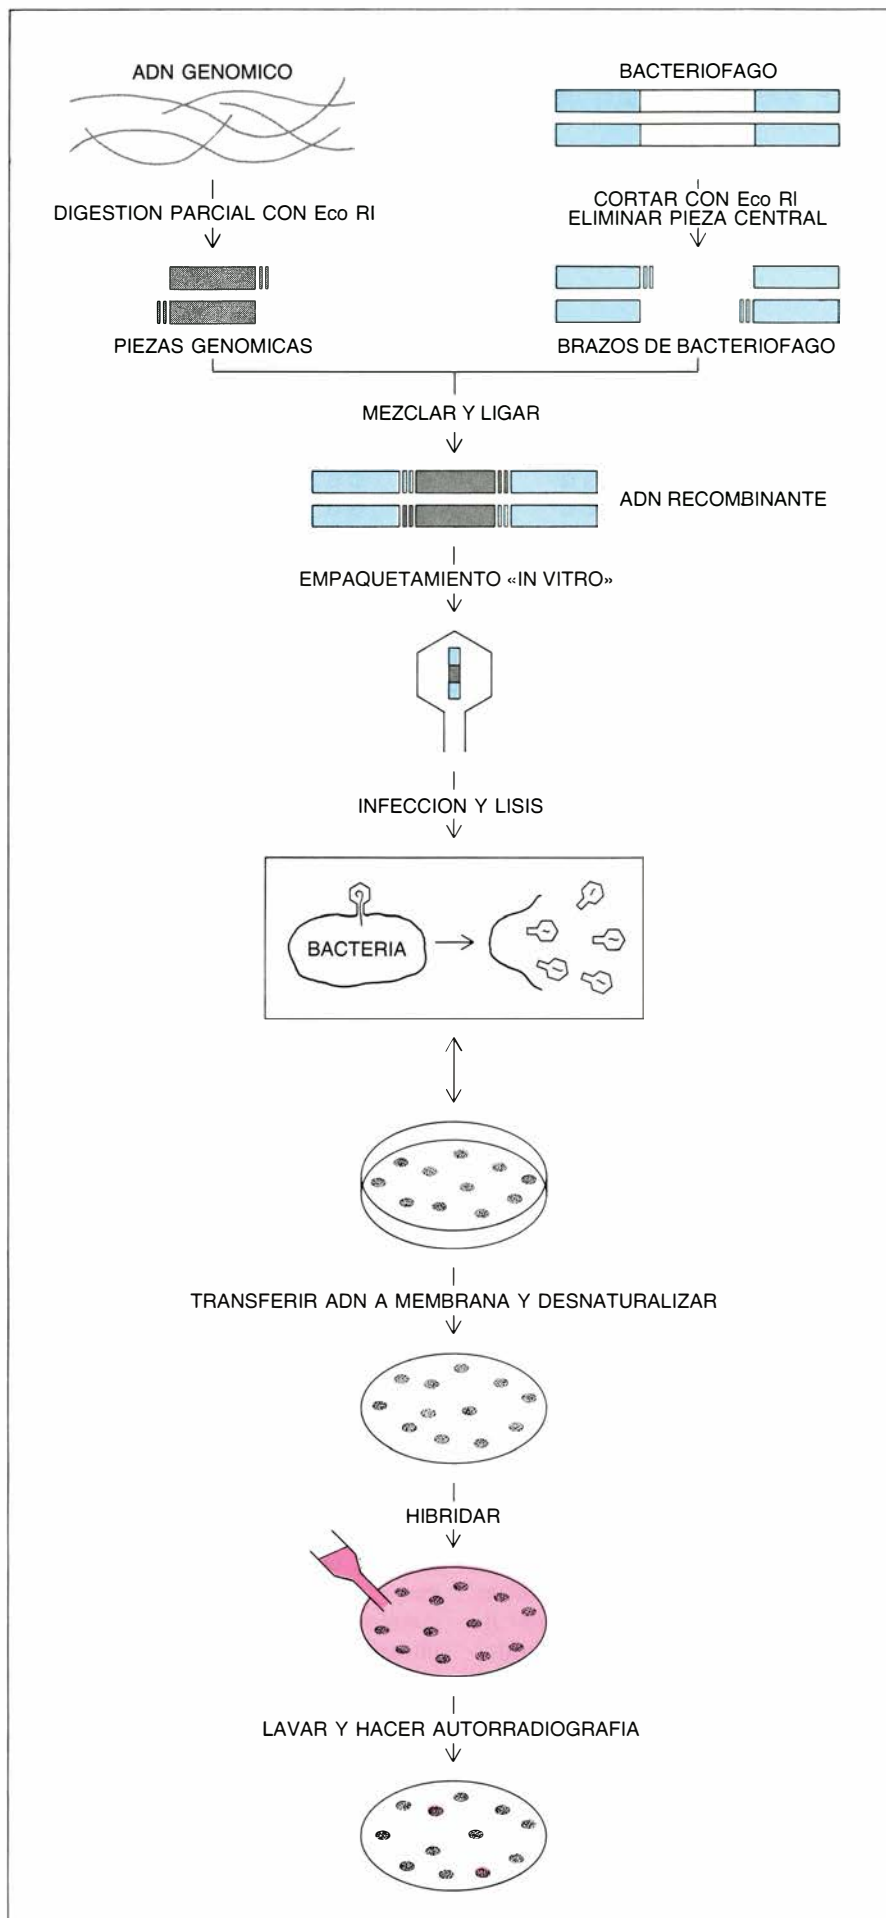 ADN GENOMICO
BACTERIOFAGO
DIGESTION PARCIAL CON Eco RI
CORTAR CON Eco RI
ELIMINAR PIEZA CENTRAL
PIEZAS GENOMICAS
BRAZOS DE BACTERIOFAGO
MEZCLAR Y LIGAR
ADN RECOMBINANTE
EMPAQUETAMIENTO «IN VITRO»
INFECCION Y LISIS
BACTERIA
TRANSFERIR ADN A MEMBRANA Y DESNATURALIZAR
HIBRIDAR
LAVAR Y HACER AUTORRADIOGRAFIA